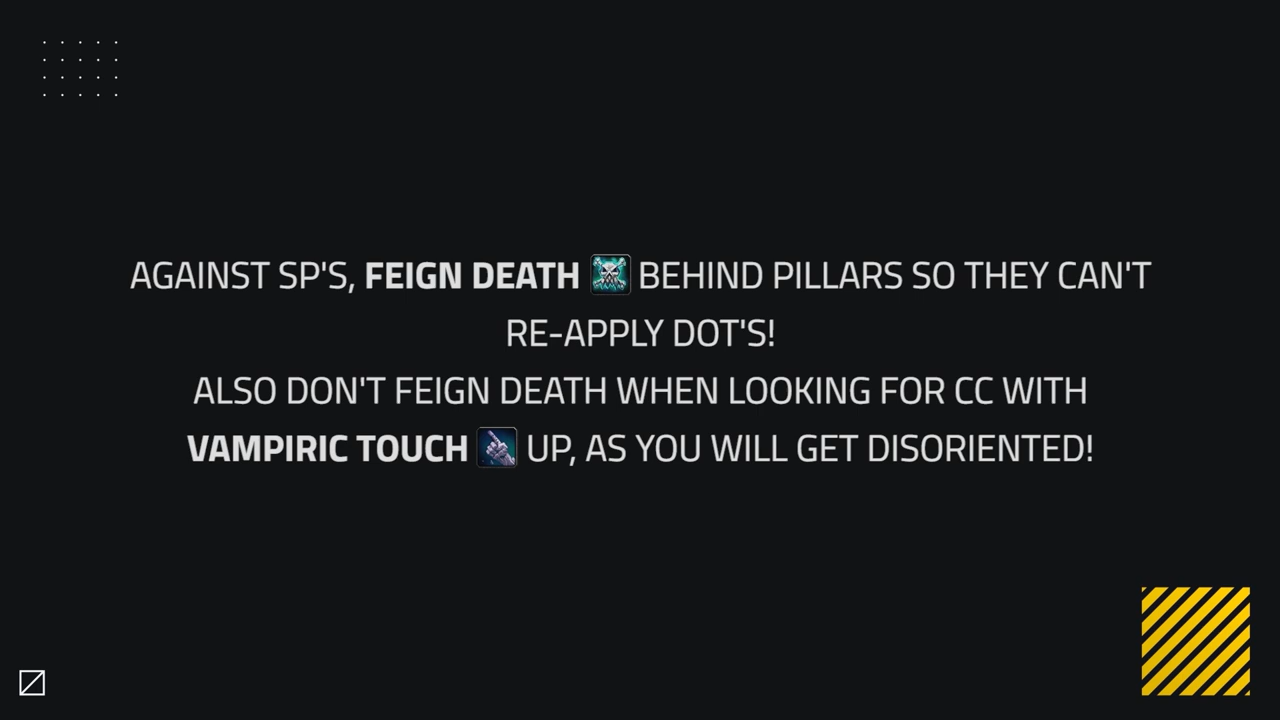 AGAINST SP'S, FEIGN DEATH BEHIND PILLARS SO THEY CAN'T
RE-APPLY DOT'S!
ALSO DON'T FEIGN DEATH WHEN LOOKING FOR CC WITH
VAMPIRIC TOUCH UP, AS YOU WILL GET DISORIENTED!